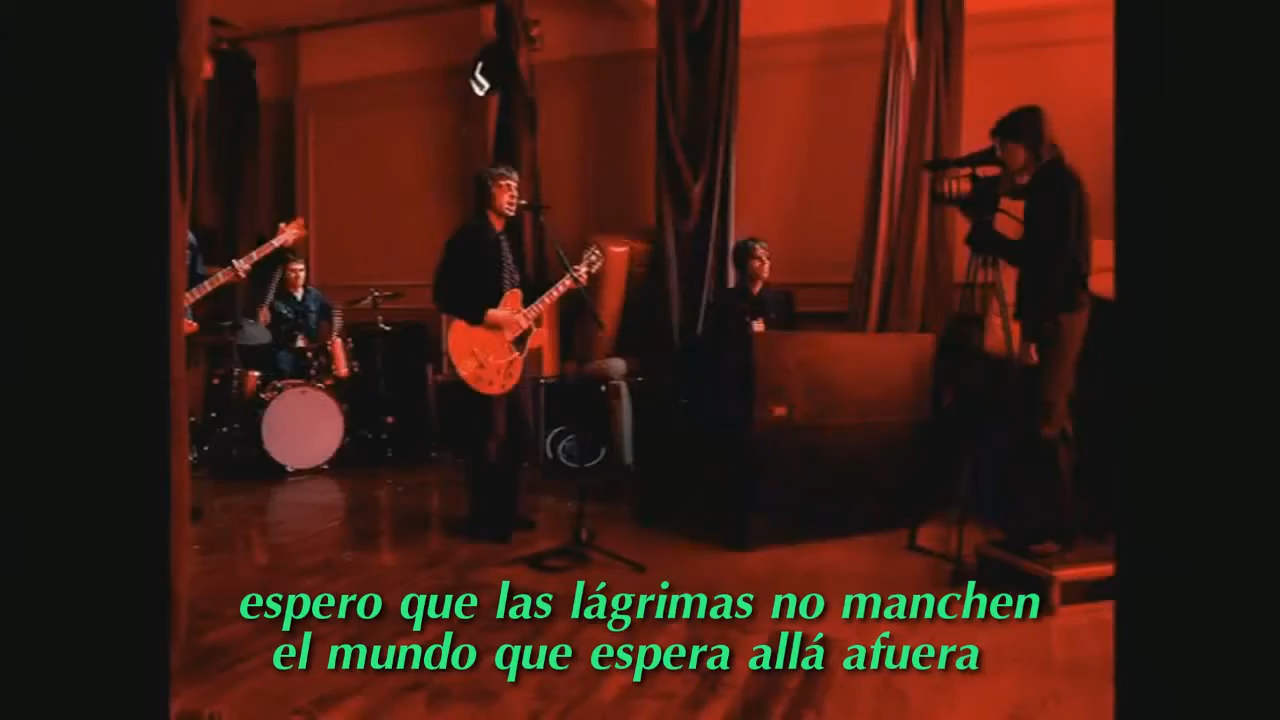 espero que las lágrimas no manchen
el mundo que espera allá afuera